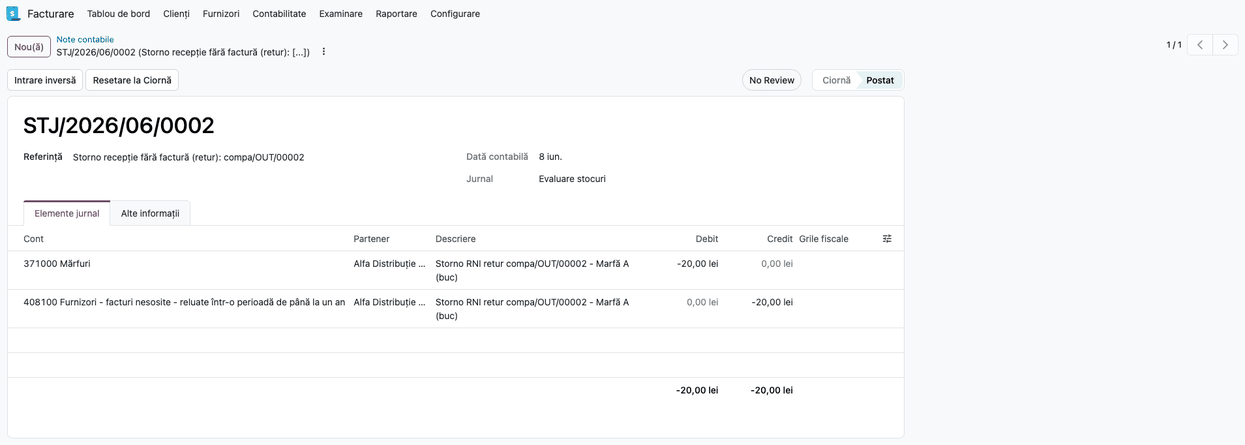 Facturare Tablou de bord Clienți Furnizori Contabilitate Examinare Raportare Configurare
Nou(ă)
Note contabile
STJ/2026/06/0002 (Storno recepție fără factură (retur): [...])
1 / 1
Intrare inversă Resetare la Ciornă No Review Ciornă Postat
STJ/2026/06/0002
Referință Storno recepție fără factură (retur): compa/OUT/00002 Dată contabilă 8 iun.
Jurnal Evaluare stocuri
Elemente jurnal Alte informații
Cont Partener Descriere Debit Credit Grile fiscale
371000 Mărfuri Alfa Distribuție ... Storno RNI retur compa/OUT/00002 - Marfă A -20,00 lei 0,00 lei
(buc)
408100 Furnizori - facturi nesosite - reluate într-o perioadă de până la un an Alfa Distribuție ... Storno RNI retur compa/OUT/00002 - Marfă A 0,00 lei -20,00 lei
(buc)
-20,00 lei -20,00 lei